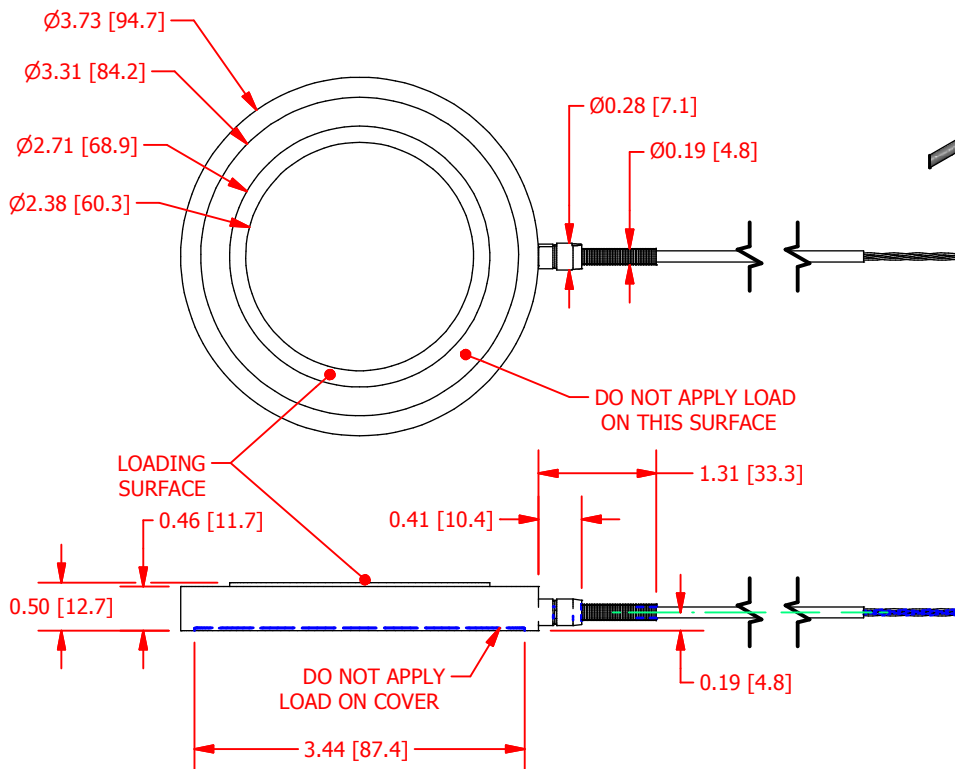 Ø3.73 [94.7]
Ø3.31 [84.2]
Ø2.71 [68.9]
Ø2.38 [60.3]
Ø0.28 [7.1]
Ø0.19 [4.8]
DO NOT APPLY LOAD
ON THIS SURFACE
LOADING
SURFACE
1.31 [33.3]
0.46 [11.7]
0.41 [10.4]
0.50 [12.7]
DO NOT APPLY
LOAD ON COVER
0.19 [4.8]
3.44 [87.4]